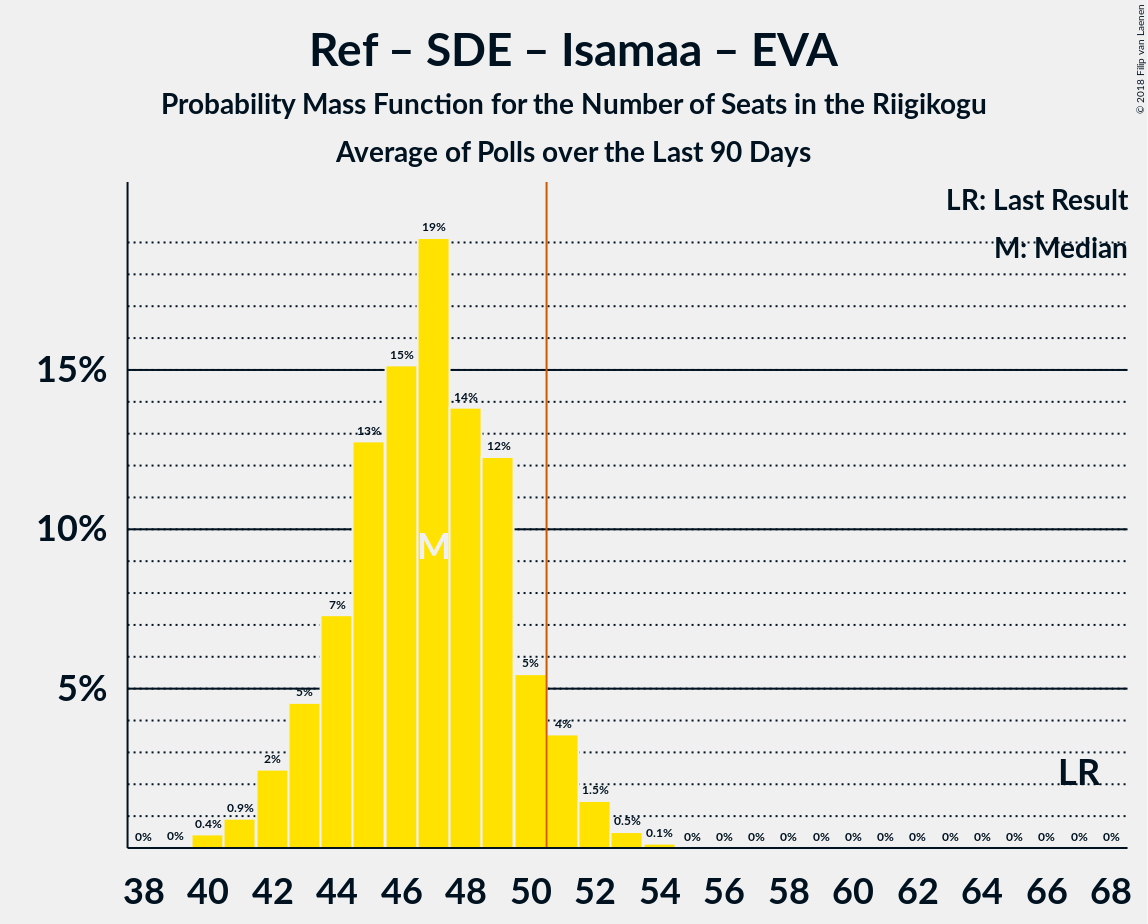 Ref – SDE – Isamaa – EVA
Probability Mass Function for the Number of Seats in the Riigikogu
Average of Polls over the Last 90 Days
© 2018 Filip van Laenen
LR: Last Result
M: Median
15%
10%
5%
0% 0% 0.4% 0.9% 2% 5% 7% 13% 15% 19% 14% 12% 5% 4% 1.5% 0.5% 0.1% 0% 0% 0% 0% 0% 0% 0% 0% 0% 0% 0% 0% 0% 0%
M
LR
38 40 42 44 46 48 50 52 54 56 58 60 62 64 66 68